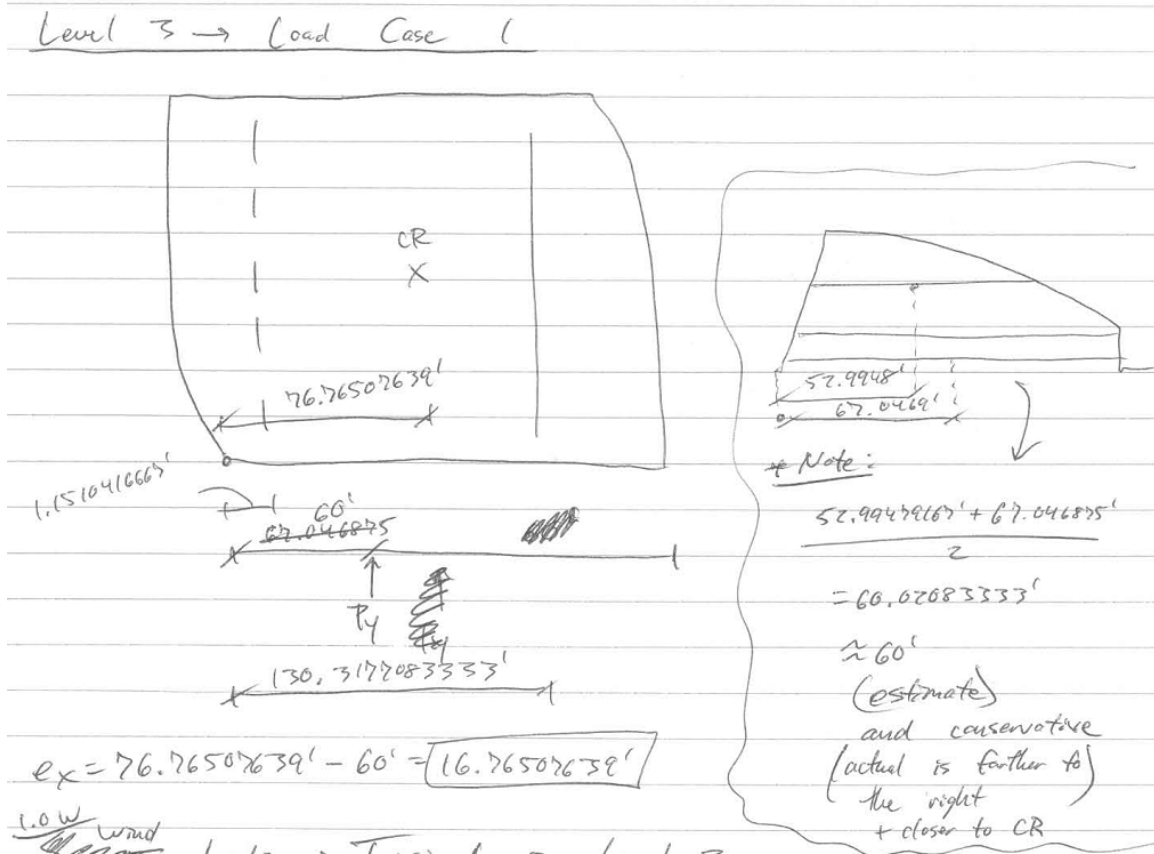 Level 3 → Load Case 1
CR
X
76.76507639'
1.1510416667'
60'
67.046875
Py
130.3177083333'
ex = 76.76507639' - 60' = 16.76507639'
1.0W
wind
52.9948'
67.0469'
* Note:
52.99479167' + 67.046875'
2
= 60.02083333'
≈ 60'
(estimate)
and conservative
(actual is farther to
the right
+ closer to CR